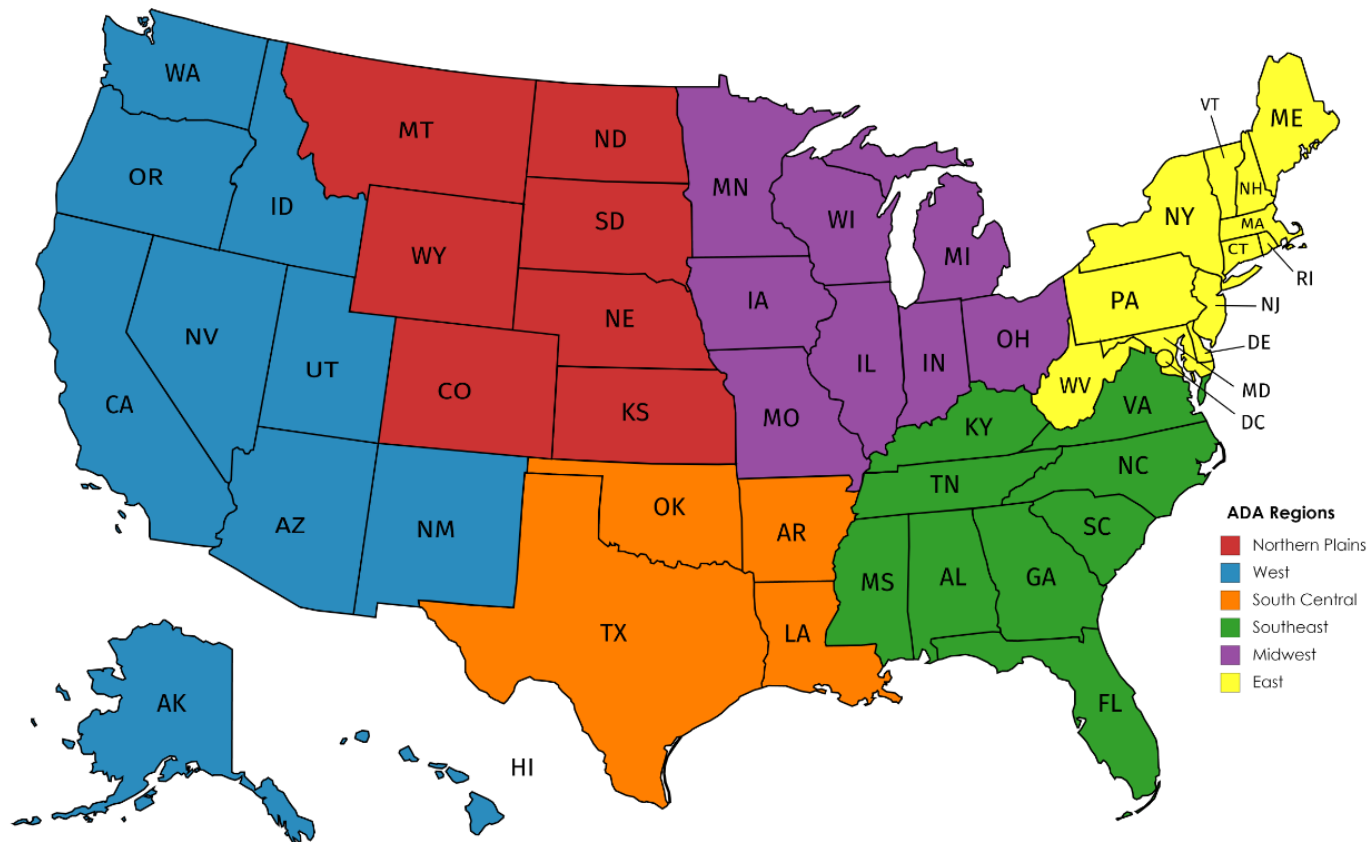 WA
MT
ND
MN
VT
ME
OR
ID
SD
WI
NY
NH
MA
WY
MI
CT
RI
IA
PA
NJ
NE
NV
OH
DE
UT
IL
IN
WV
MD
CA
CO
KS
MO
KY
VA
DC
NC
TN
OK
AZ
NM
AR
SC
MS
AL
GA
TX
LA
FL
AK
HI
ADA Regions
Northern Plains
West
South Central
Southeast
Midwest
East